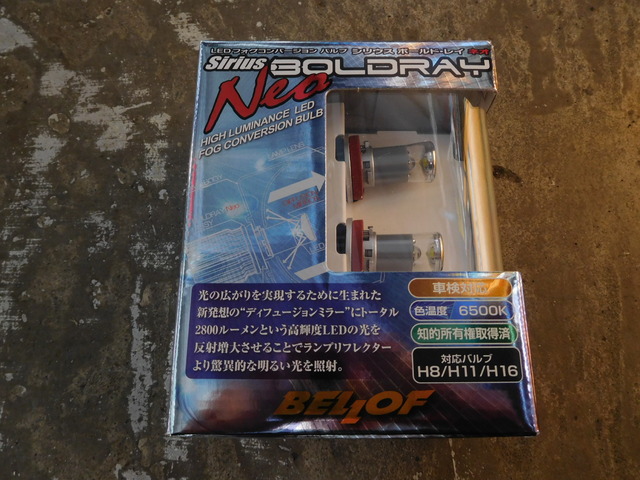 LEDフォグコンバージョン バルブ シリウス ボールド・レイ ネオ
Sirius BOLDRAY
Neo
HIGH LUMINANCE LED
FOG CONVERSION BULB
光の広がりを実現するために生まれた
新発想の“ディフュージョンミラー”にトータル
2800ルーメンという高輝度LEDの光を
反射増大させることでランプリフレクター
より驚異的な明るい光を照射。
車検対応
色温度 6500K
知的所有権取得済
対応バルブ
H8/H11/H16
BELLOF